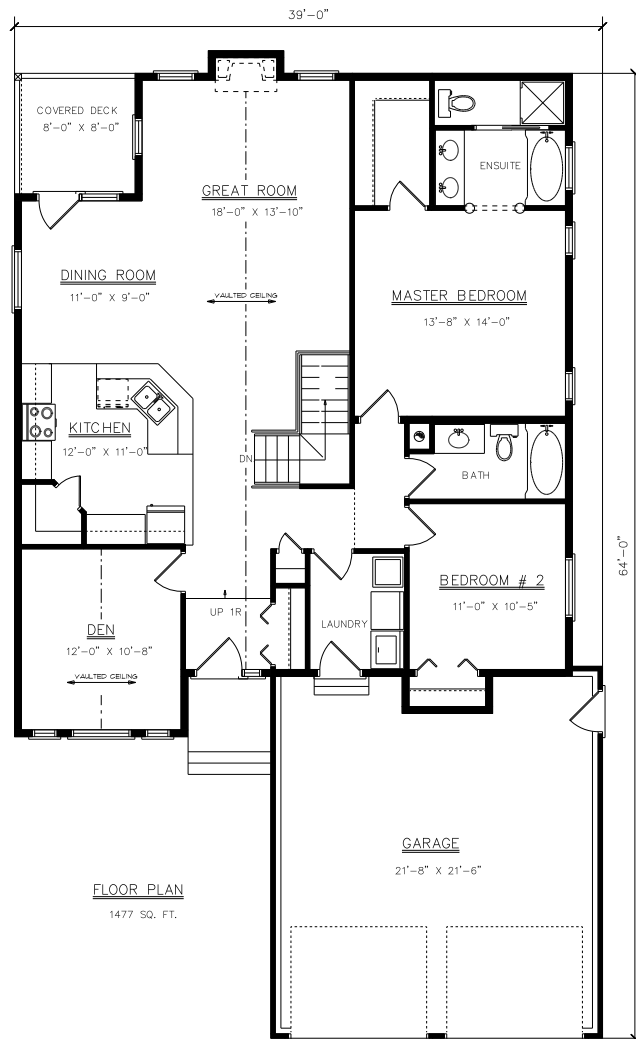 39'-0"
COVERED DECK
8'-0" X 8'-0"
ENSUITE
GREAT ROOM
18'-0" X 13'-10"
DINING ROOM
11'-0" X 9'-0"
VAULTED CEILING
MASTER BEDROOM
13'-8" X 14'-0"
KITCHEN
12'-0" X 11'-0"
DN
BATH
64'-0"
BEDROOM # 2
11'-0" X 10'-5"
UP 1R
LAUNDRY
DEN
12'-0" X 10'-8"
VAULTED CEILING
GARAGE
21'-8" X 21'-6"
FLOOR PLAN
1477 SQ. FT.